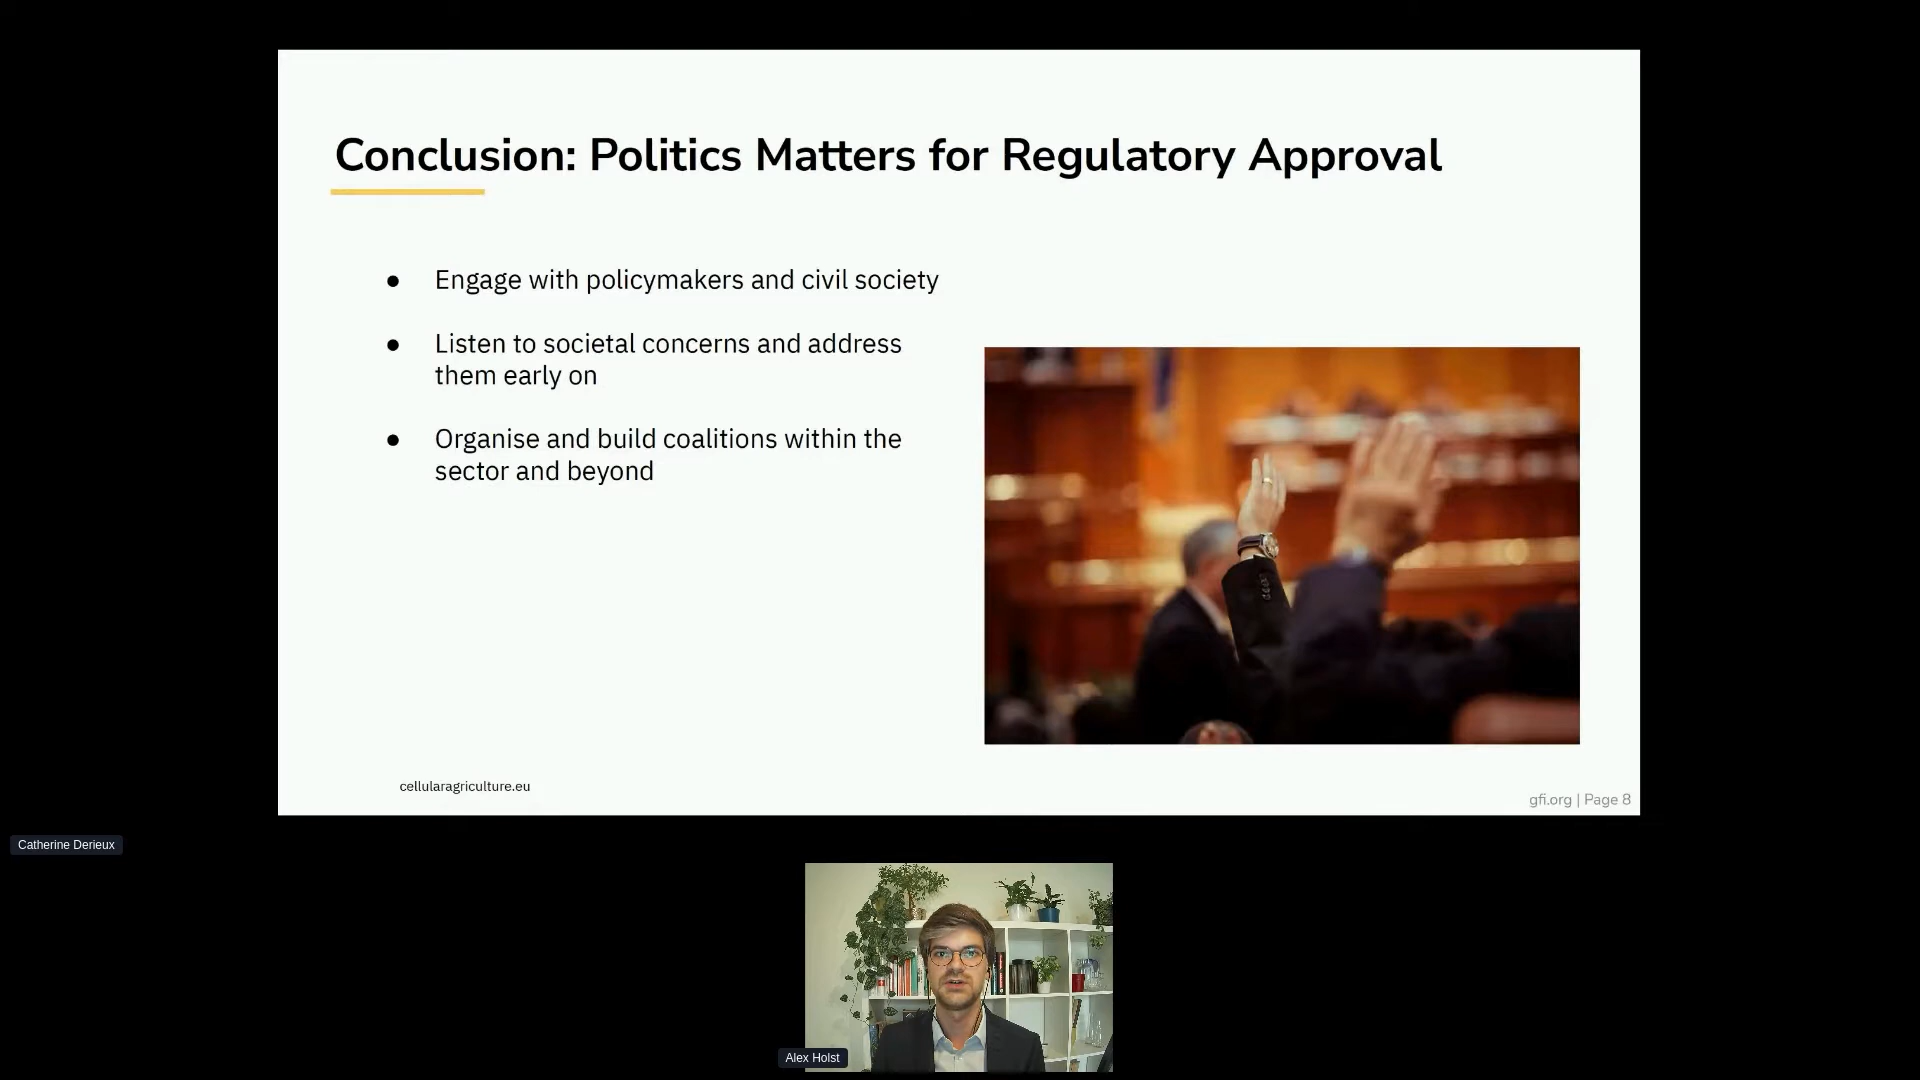 Conclusion: Politics Matters for Regulatory Approval
● Engage with policymakers and civil society
● Listen to societal concerns and address
them early on
● Organise and build coalitions within the
sector and beyond
cellularagriculture.eu
gfi.org | Page 8
Catherine Derieux
Alex Holst